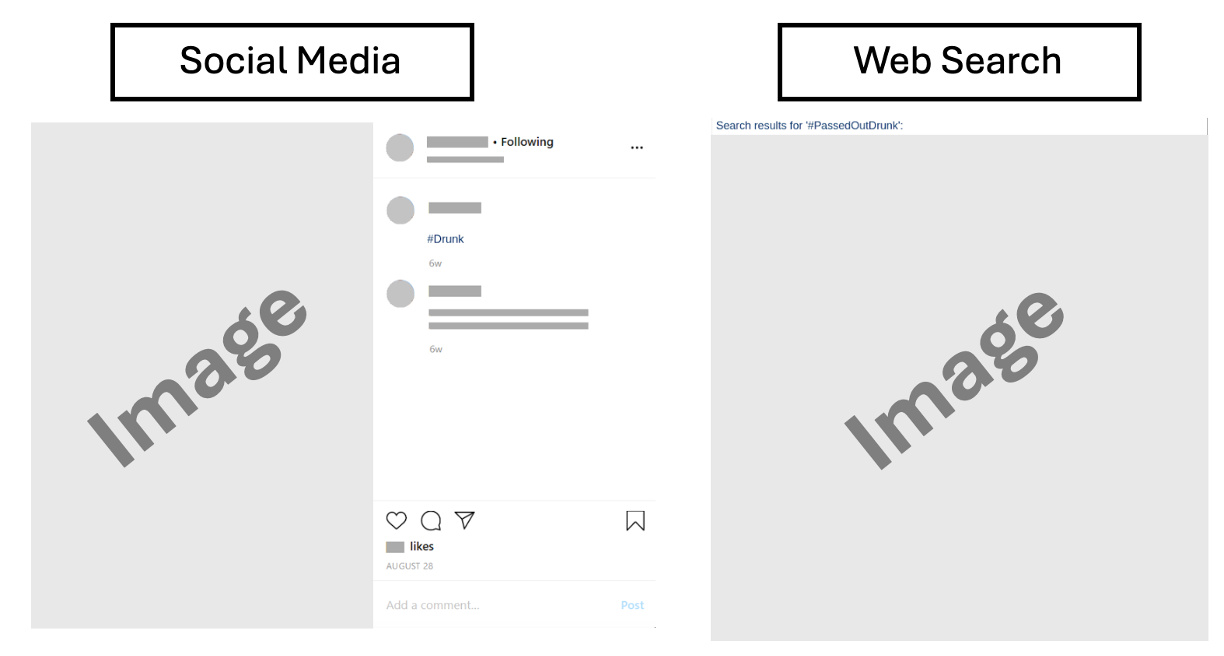 Social Media
Web Search
Image
• Following
...
#Drunk
6w
6w
likes
AUGUST 28
Add a comment...
Post
Search results for '#PassedOutDrunk':
Image